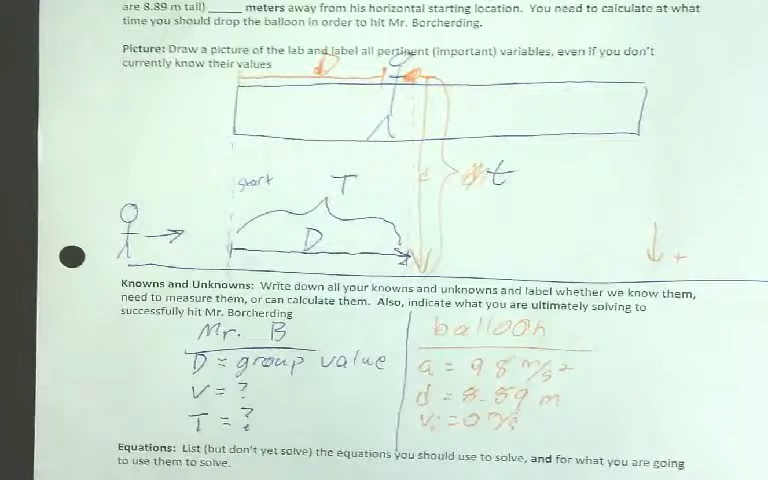 are 8.89 m tall) _____ meters away from his horizontal starting location. You need to calculate at what
time you should drop the balloon in order to hit Mr. Borcherding.
Picture: Draw a picture of the lab and label all pertinent (important) variables, even if you don't
currently know their values
D
start
T
t
D
+
Knowns and Unknowns: Write down all your knowns and unknowns and label whether we know them,
need to measure them, or can calculate them. Also, indicate what you are ultimately solving to
successfully hit Mr. Borcherding
Mr. B
D = group value
V = ?
T = ?
balloon
a = 9.8 m/s²
d = 8.89 m
Equations: List (but don't yet solve) the equations you should use to solve, and for what you are going
to use them to solve.